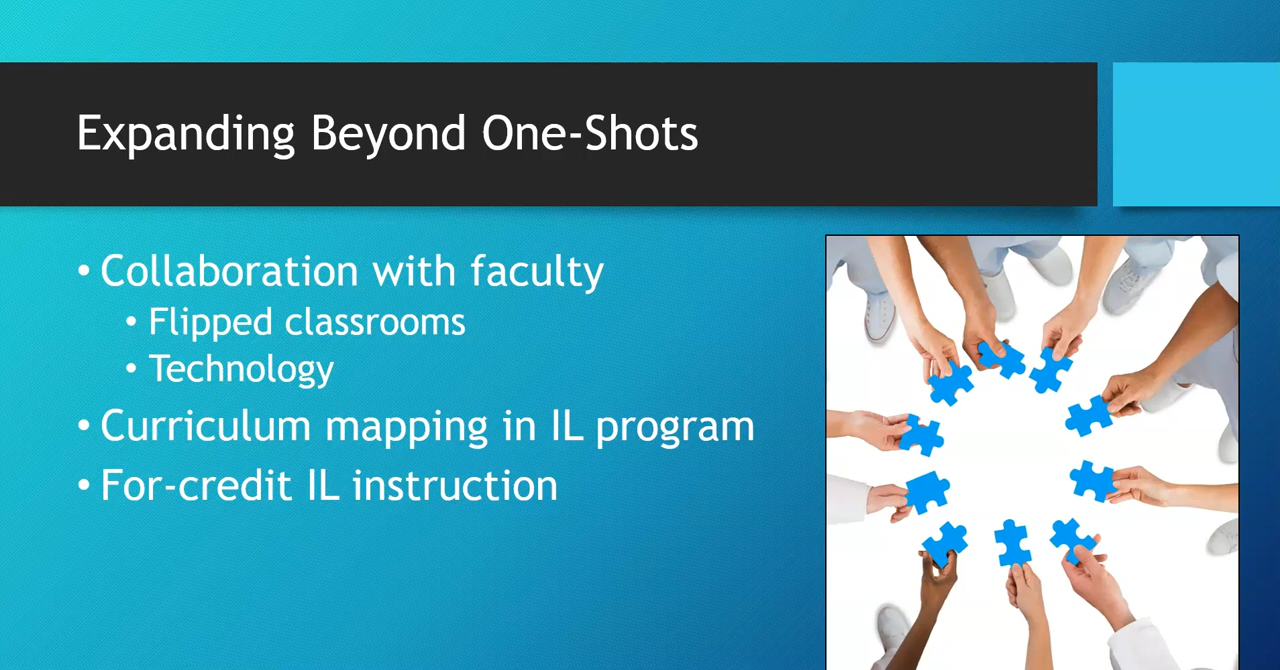 Expanding Beyond One-Shots
• Collaboration with faculty
• Flipped classrooms
• Technology
• Curriculum mapping in IL program
• For-credit IL instruction